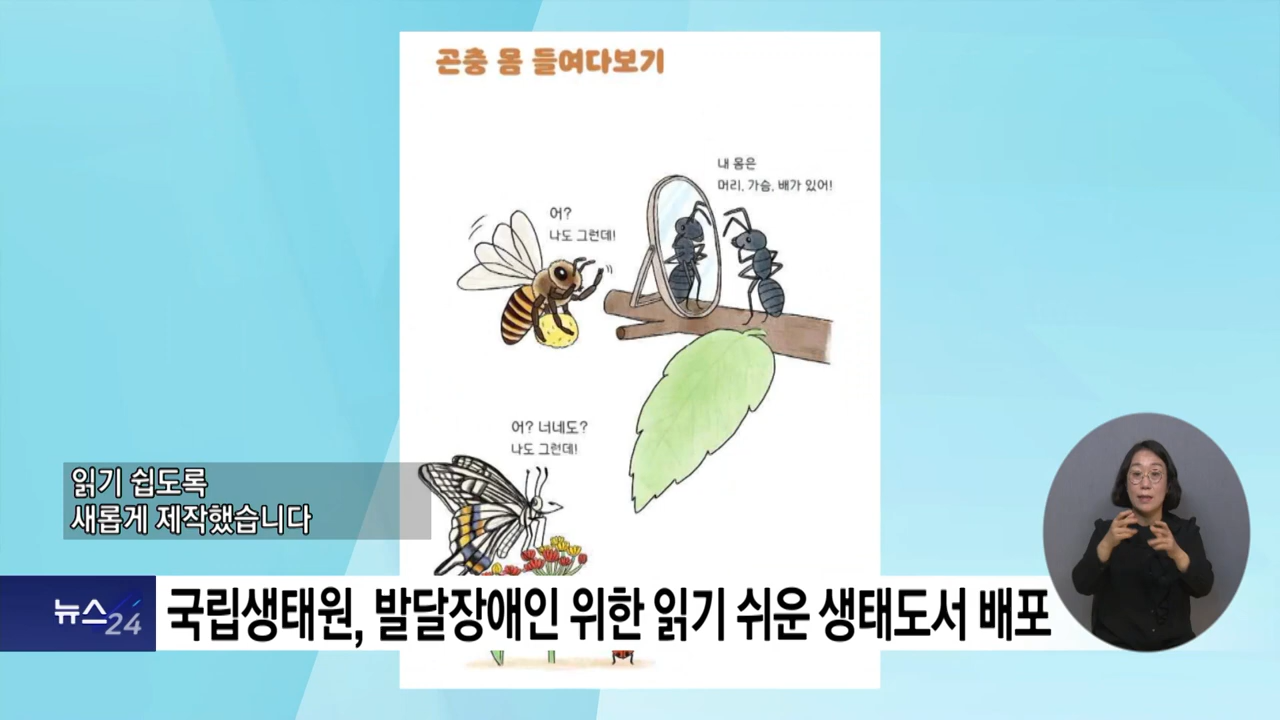 곤충 몸 들여다보기
내 몸은
머리, 가슴, 배가 있어!
어?
나도 그런데!
어? 너네도?
나도 그런데!
읽기 쉽도록
새롭게 제작했습니다
뉴스24
국립생태원, 발달장애인 위한 읽기 쉬운 생태도서 배포